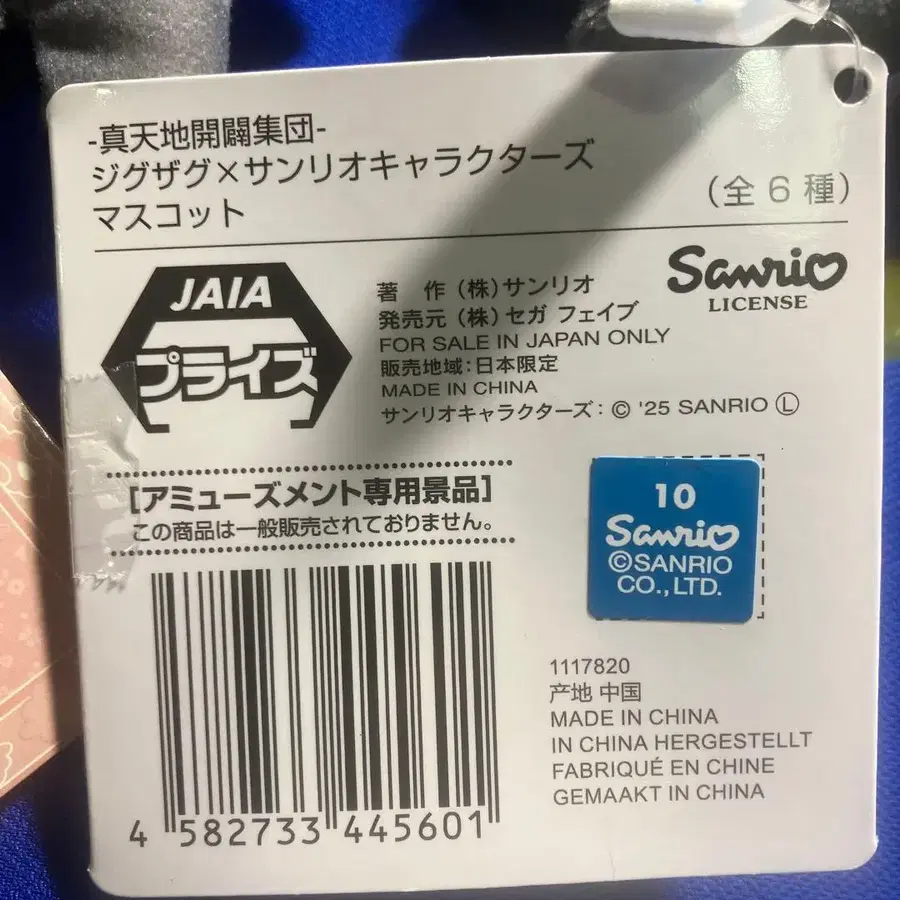 -真天地開闢集団-
ジグザグ×サンリオキャラクターズ
マスコット
(全 6 種)
JAIA
プライズ
著 作 (株)サンリオ
発売元 (株) セガ フェイブ
FOR SALE IN JAPAN ONLY
販売地域:日本限定
MADE IN CHINA
サンリオキャラクターズ: © '25 SANRIO Ⓛ
Sanrio
LICENSE
[アミューズメント専用景品]
この商品は一般販売されておりません。
10
Sanrio
©SANRIO
CO., LTD.
4 582733 445601
1117820
产地 中国
MADE IN CHINA
IN CHINA HERGESTELLT
FABRIQUÉ EN CHINE
GEMAAKT IN CHINA